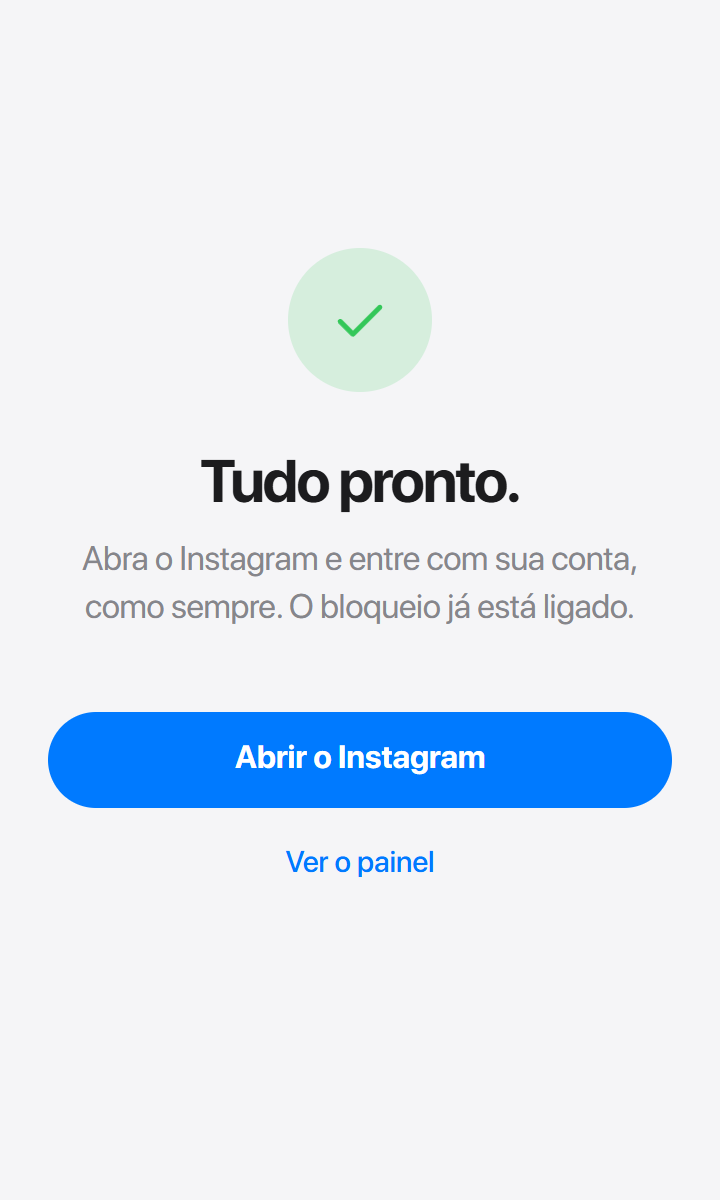 Tudo pronto.
Abra o Instagram e entre com sua conta,
como sempre. O bloqueio já está ligado.
Abrir o Instagram
Ver o painel